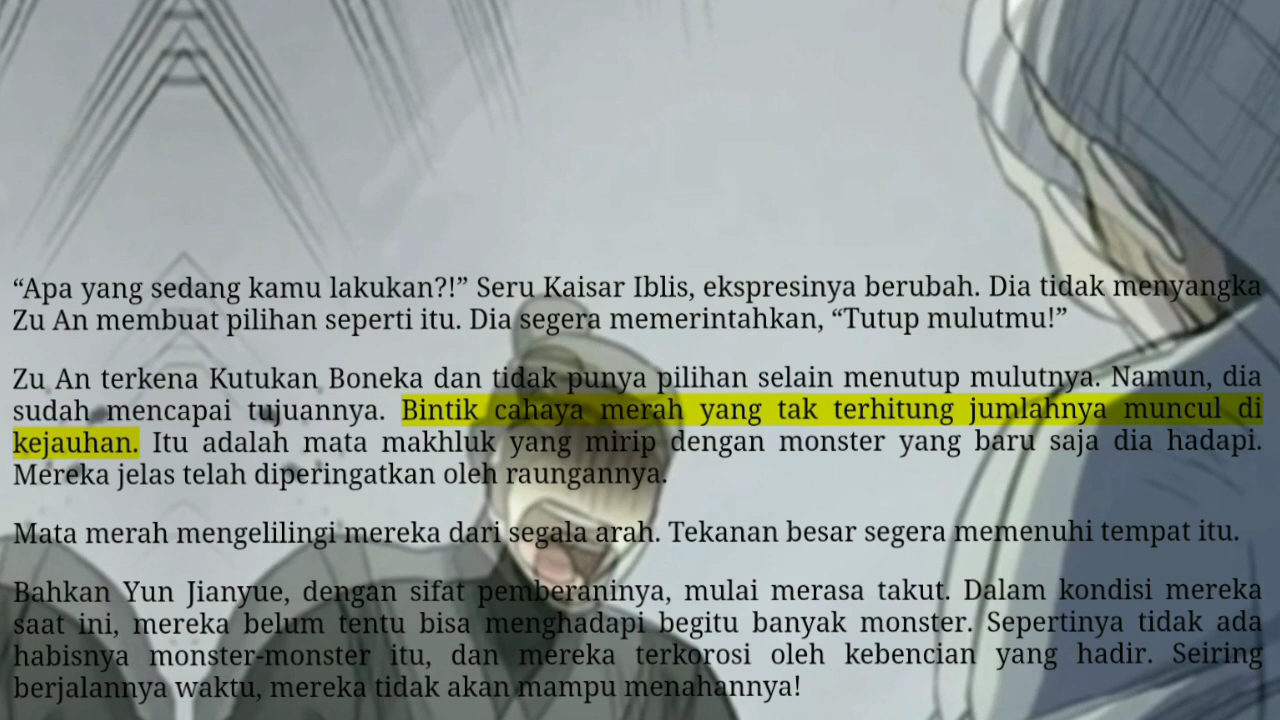 “Apa yang sedang kamu lakukan?!” Seru Kaisar Iblis, ekspresinya berubah. Dia tidak menyangka
Zu An membuat pilihan seperti itu. Dia segera memerintahkan, “Tutup mulutmu!”
Zu An terkena Kutukan Boneka dan tidak punya pilihan selain menutup mulutnya. Namun, dia
sudah mencapai tujuannya. Bintik cahaya merah yang tak terhitung jumlahnya muncul di
kejauhan. Itu adalah mata makhluk yang mirip dengan monster yang baru saja dia hadapi.
Mereka jelas telah diperingatkan oleh raungannya.
Mata merah mengelilingi mereka dari segala arah. Tekanan besar segera memenuhi tempat itu.
Bahkan Yun Jianyue, dengan sifat pemberaninya, mulai merasa takut. Dalam kondisi mereka
saat ini, mereka belum tentu bisa menghadapi begitu banyak monster. Sepertinya tidak ada
habisnya monster-monster itu, dan mereka terkorosi oleh kebencian yang hadir. Seiring
berjalannya waktu, mereka tidak akan mampu menahannya!